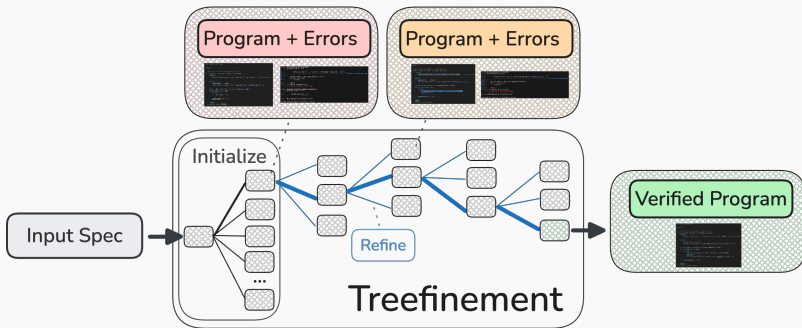 Program + Errors
Program + Errors
Initialize
Input Spec
Refine
...
Verified Program
Treefinement